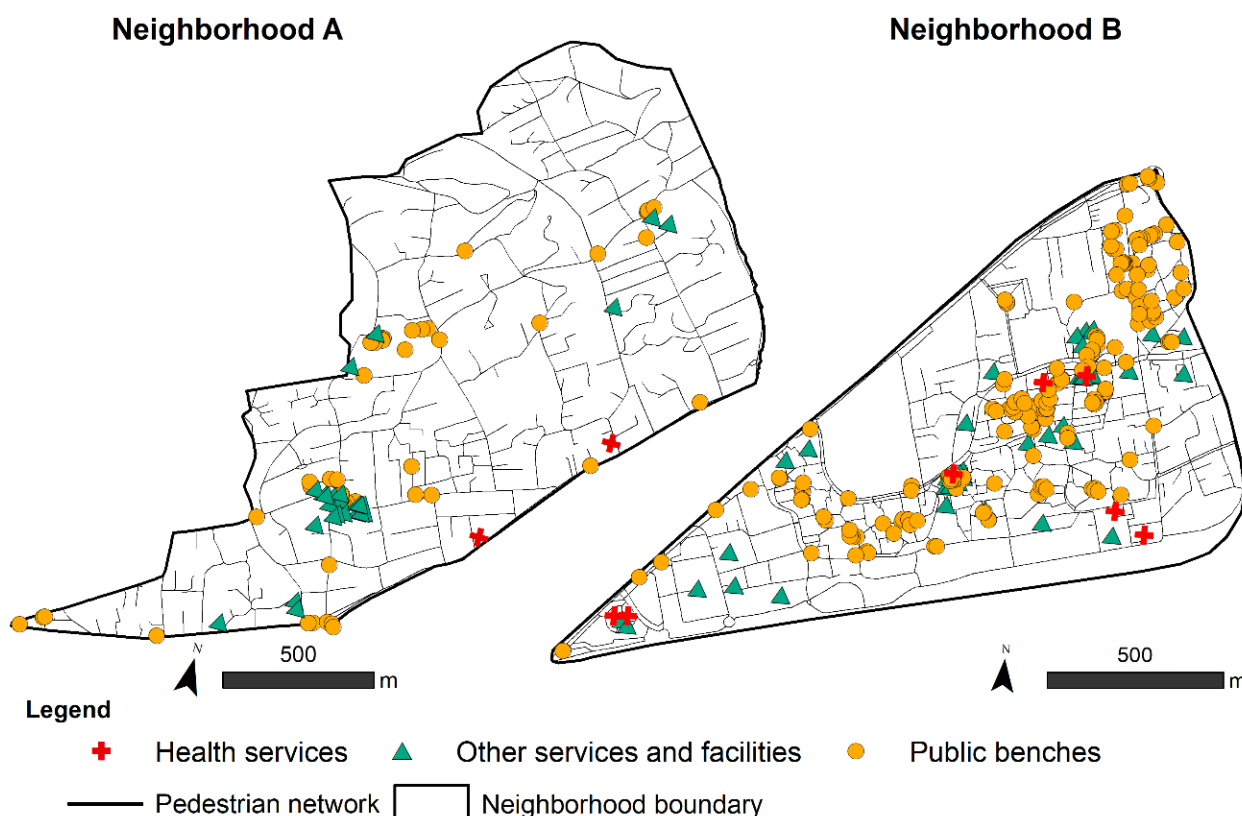 Neighborhood A
Neighborhood B
N
500
m
N
500
m
Legend
Health services
Other services and facilities
Public benches
Pedestrian network
Neighborhood boundary